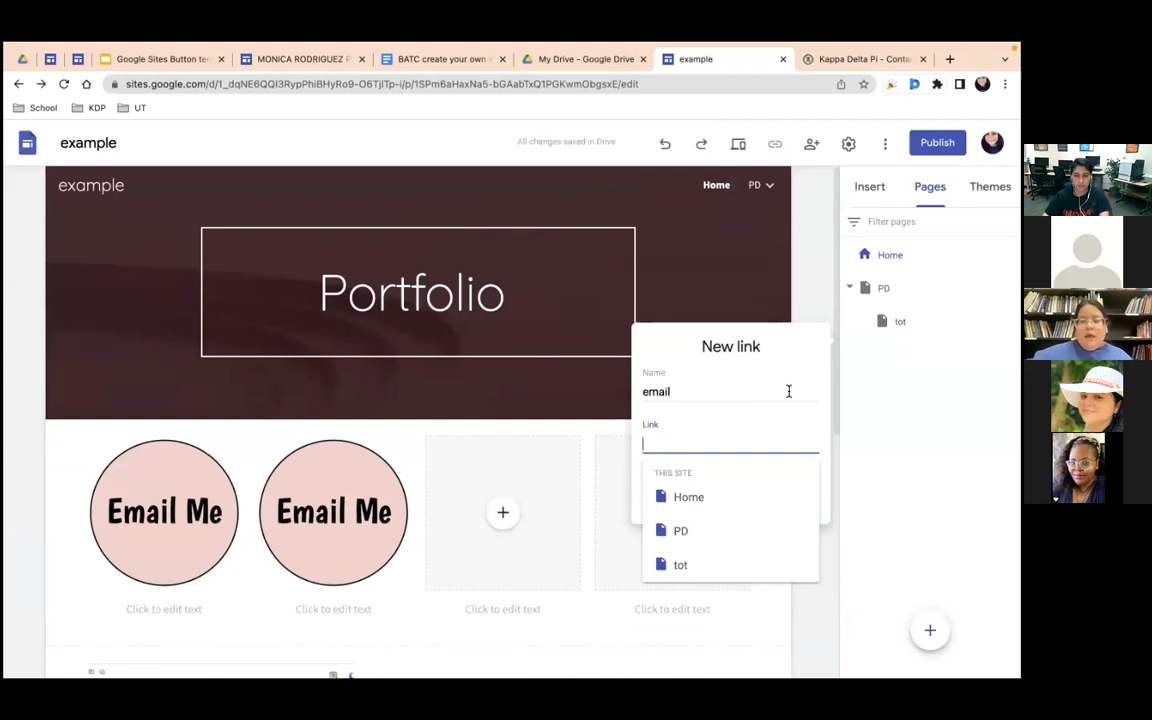 Google Sites Button te
MONICA RODRIGUEZ P
BATC create your own
My Drive - Google Drive
example
Kappa Delta Pi - Conta
sites.google.com/d/1_dqNE6QQI3RypPhiBHyRo9-O6TjlTp-i/p/1SPm6aHaxNa5-bGAabTxQ1PGKwmObgsxE/edit
School
KDP
UT
example
All changes saved in Drive
Publish
example
Home
PD
Insert
Pages
Themes
Filter pages
Home
PD
tot
Portfolio
New link
Name
email
Link
THIS SITE
Home
PD
tot
Email Me
Email Me
Click to edit text
Click to edit text
Click to edit text
Click to edit text